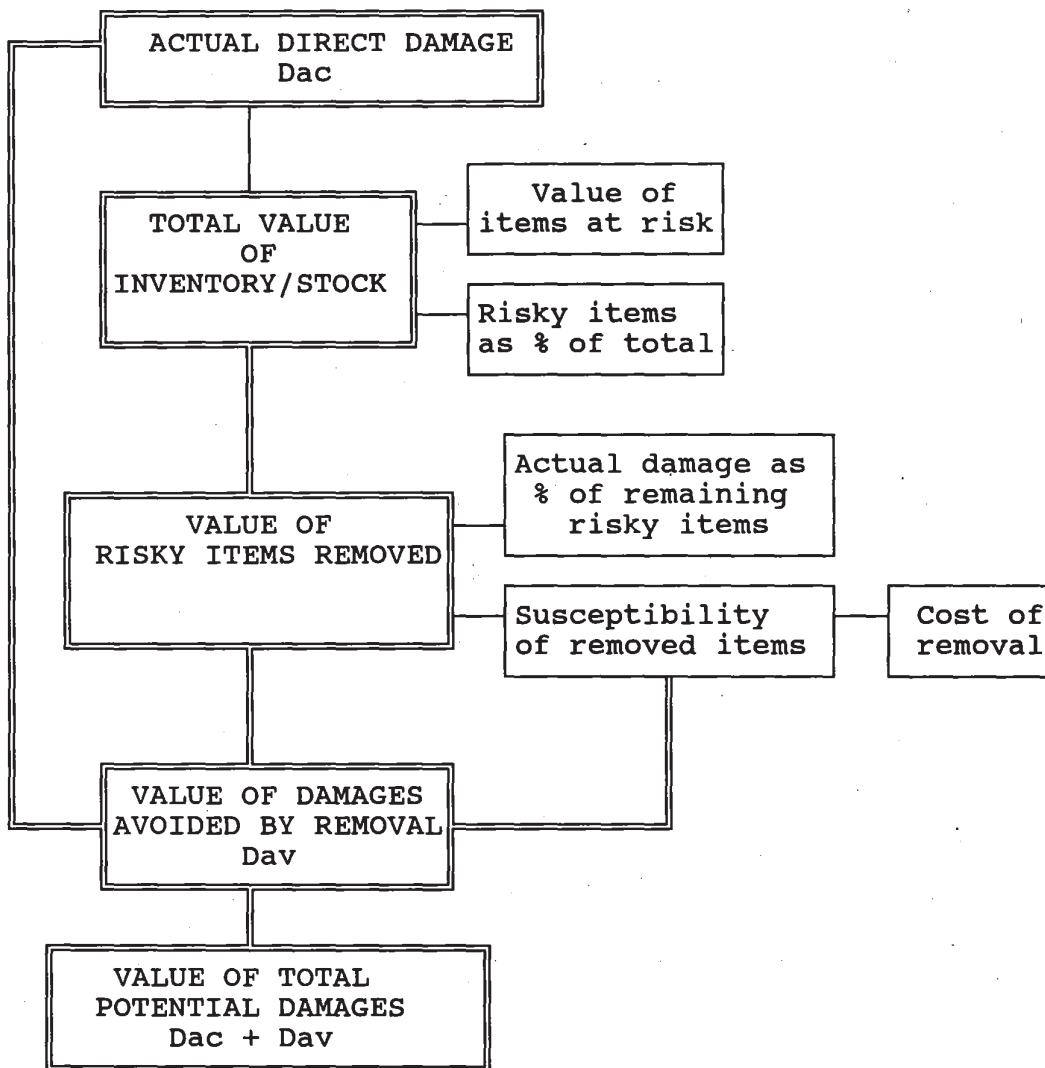 ACTUAL DIRECT DAMAGE
Dac
TOTAL VALUE
OF
INVENTORY/STOCK
Value of
items at risk
Risky items
as % of total
VALUE OF
RISKY ITEMS REMOVED
Actual damage as
% of remaining
risky items
Susceptibility
of removed items
Cost of
removal
VALUE OF DAMAGES
AVOIDED BY REMOVAL
Dav
VALUE OF TOTAL
POTENTIAL DAMAGES
Dac + Dav